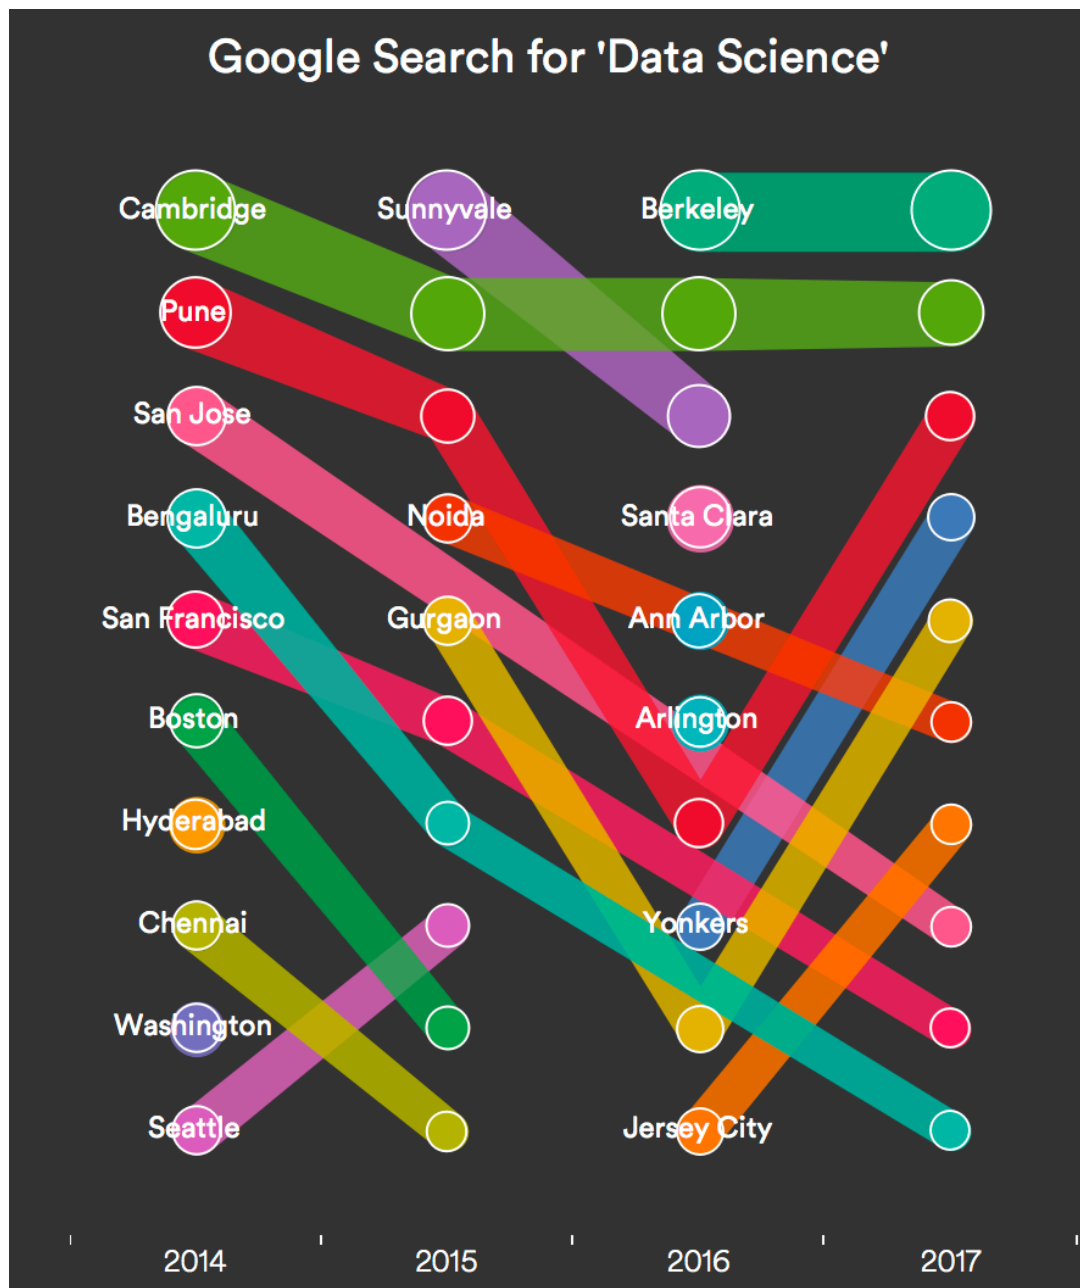 Google Search for 'Data Science'
Cambridge
Sunnyvale
Berkeley
Pune
San Jose
Bengaluru
Noida
Santa Clara
San Francisco
Gurgaon
Ann Arbor
Boston
Arlington
Hyderabad
Chennai
Yonkers
Washington
Seattle
Jersey City
2014
2015
2016
2017